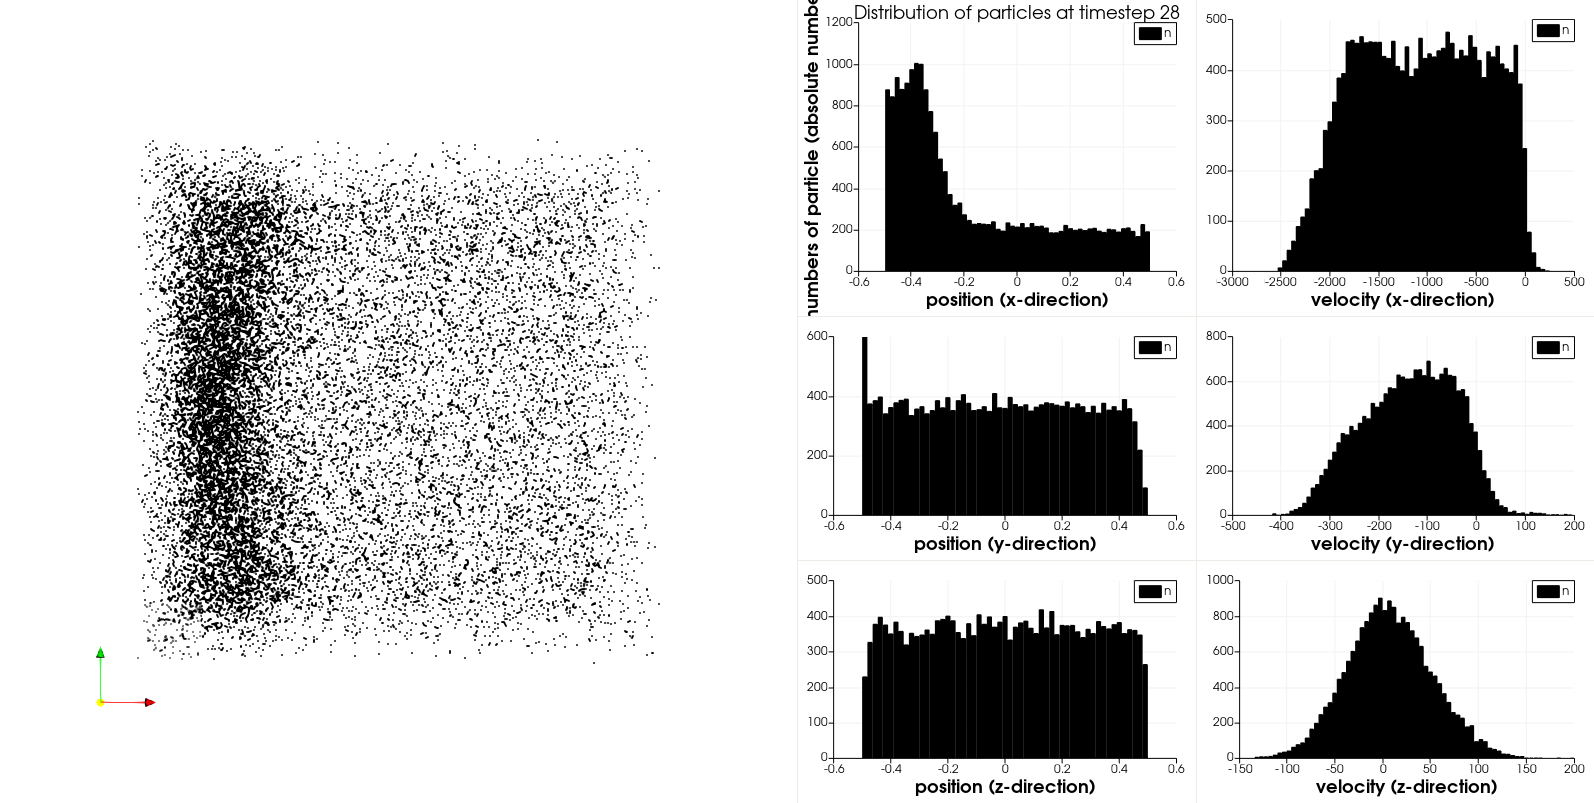 Distribution of particles at timestep 28
numbers of particle (absolute numbe
1200
1000
800
600
400
200
0
-0.6 -0.4 -0.2 0 0.2 0.4 0.6
position (x-direction)
n
500
400
300
200
100
0
-3000 -2500 -2000 -1500 -1000 -500 0 500
velocity (x-direction)
n
600
400
200
0
-0.6 -0.4 -0.2 0 0.2 0.4 0.6
position (y-direction)
n
800
600
400
200
0
-500 -400 -300 -200 -100 0 100 200
velocity (y-direction)
n
500
400
300
200
100
0
-0.6 -0.4 -0.2 0 0.2 0.4 0.6
position (z-direction)
n
1000
800
600
400
200
0
-150 -100 -50 0 50 100 150 200
velocity (z-direction)
n